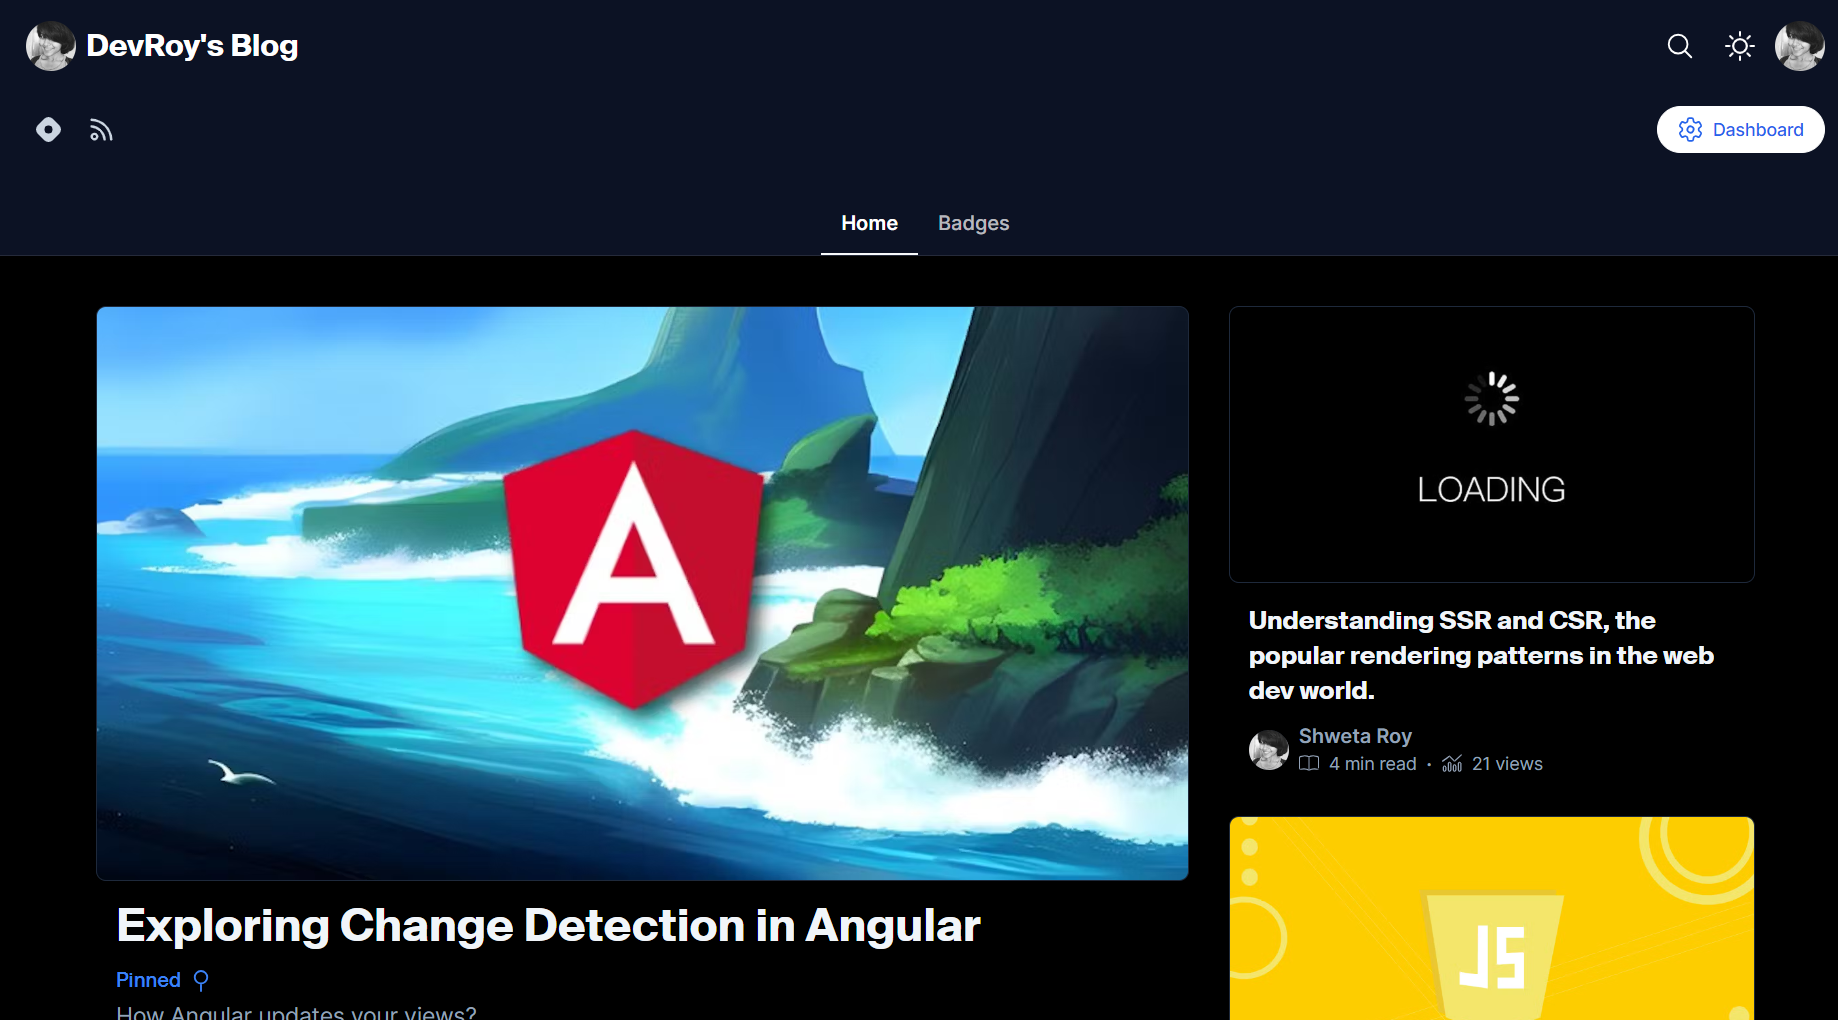 DevRoy's Blog
Dashboard
Home
Badges
A
Exploring Change Detection in Angular
Pinned
How Angular updates your views?
LOADING
Understanding SSR and CSR, the
popular rendering patterns in the web
dev world.
Shweta Roy
4 min read · 21 views
JS